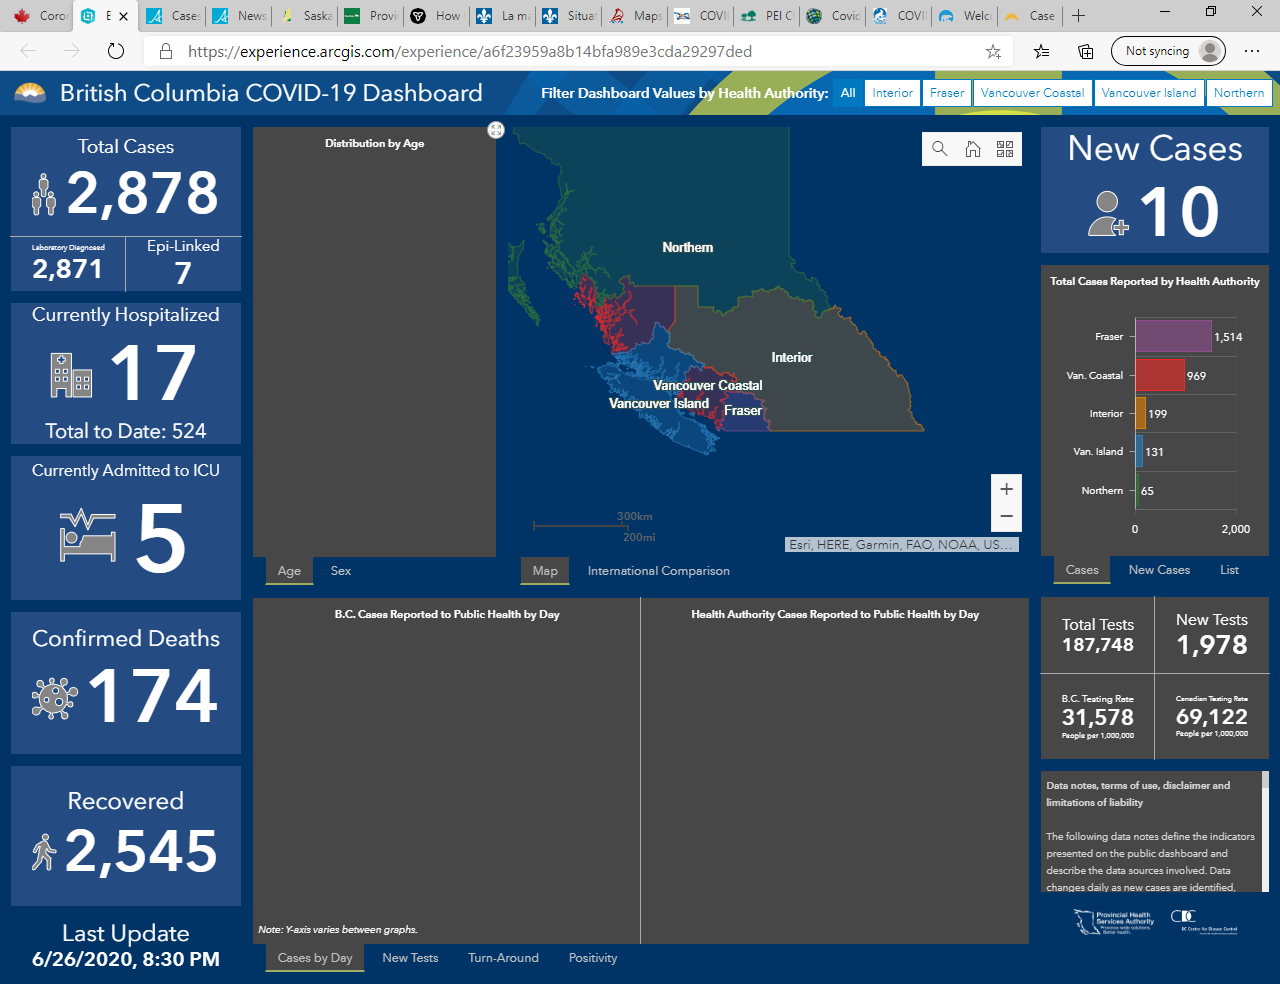 Coro
E
Case
News
Saska
Provi
How
La ma
Situat
Maps
COVI
PEI C
Covid
COVI
Welc
Case
https://experience.arcgis.com/experience/a6f23959a8b14bfa989e3cda29297ded
Not syncing
British Columbia COVID-19 Dashboard
Filter Dashboard Values by Health Authority:
All
Interior
Fraser
Vancouver Coastal
Vancouver Island
Northern
Total Cases
2,878
Laboratory Diagnosed
2,871
Epi-Linked
7
Currently Hospitalized
17
Total to Date: 524
Currently Admitted to ICU
5
Confirmed Deaths
174
Recovered
2,545
Last Update
6/26/2020, 8:30 PM
Distribution by Age
Age
Sex
Northern
Interior
Vancouver Coastal
Vancouver Island
Fraser
300km
200mi
+
−
Esri, HERE, Garmin, FAO, NOAA, US...
Map
International Comparison
B.C. Cases Reported to Public Health by Day
Health Authority Cases Reported to Public Health by Day
Note: Y-axis varies between graphs.
Cases by Day
New Tests
Turn-Around
Positivity
New Cases
10
Total Cases Reported by Health Authority
Fraser 1,514
Van. Coastal 969
Interior 199
Van. Island 131
Northern 65
0 2,000
Cases
New Cases
List
Total Tests
187,748
New Tests
1,978
B.C. Testing Rate
31,578
People per 1,000,000
Canadian Testing Rate
69,122
People per 1,000,000
Data notes, terms of use, disclaimer and
limitations of liability
The following data notes define the indicators
presented on the public dashboard and
describe the data sources involved. Data
changes daily as new cases are identified,
Provincial Health
Services Authority
Province-wide solutions.
Better health.
BC Centre for Disease Control